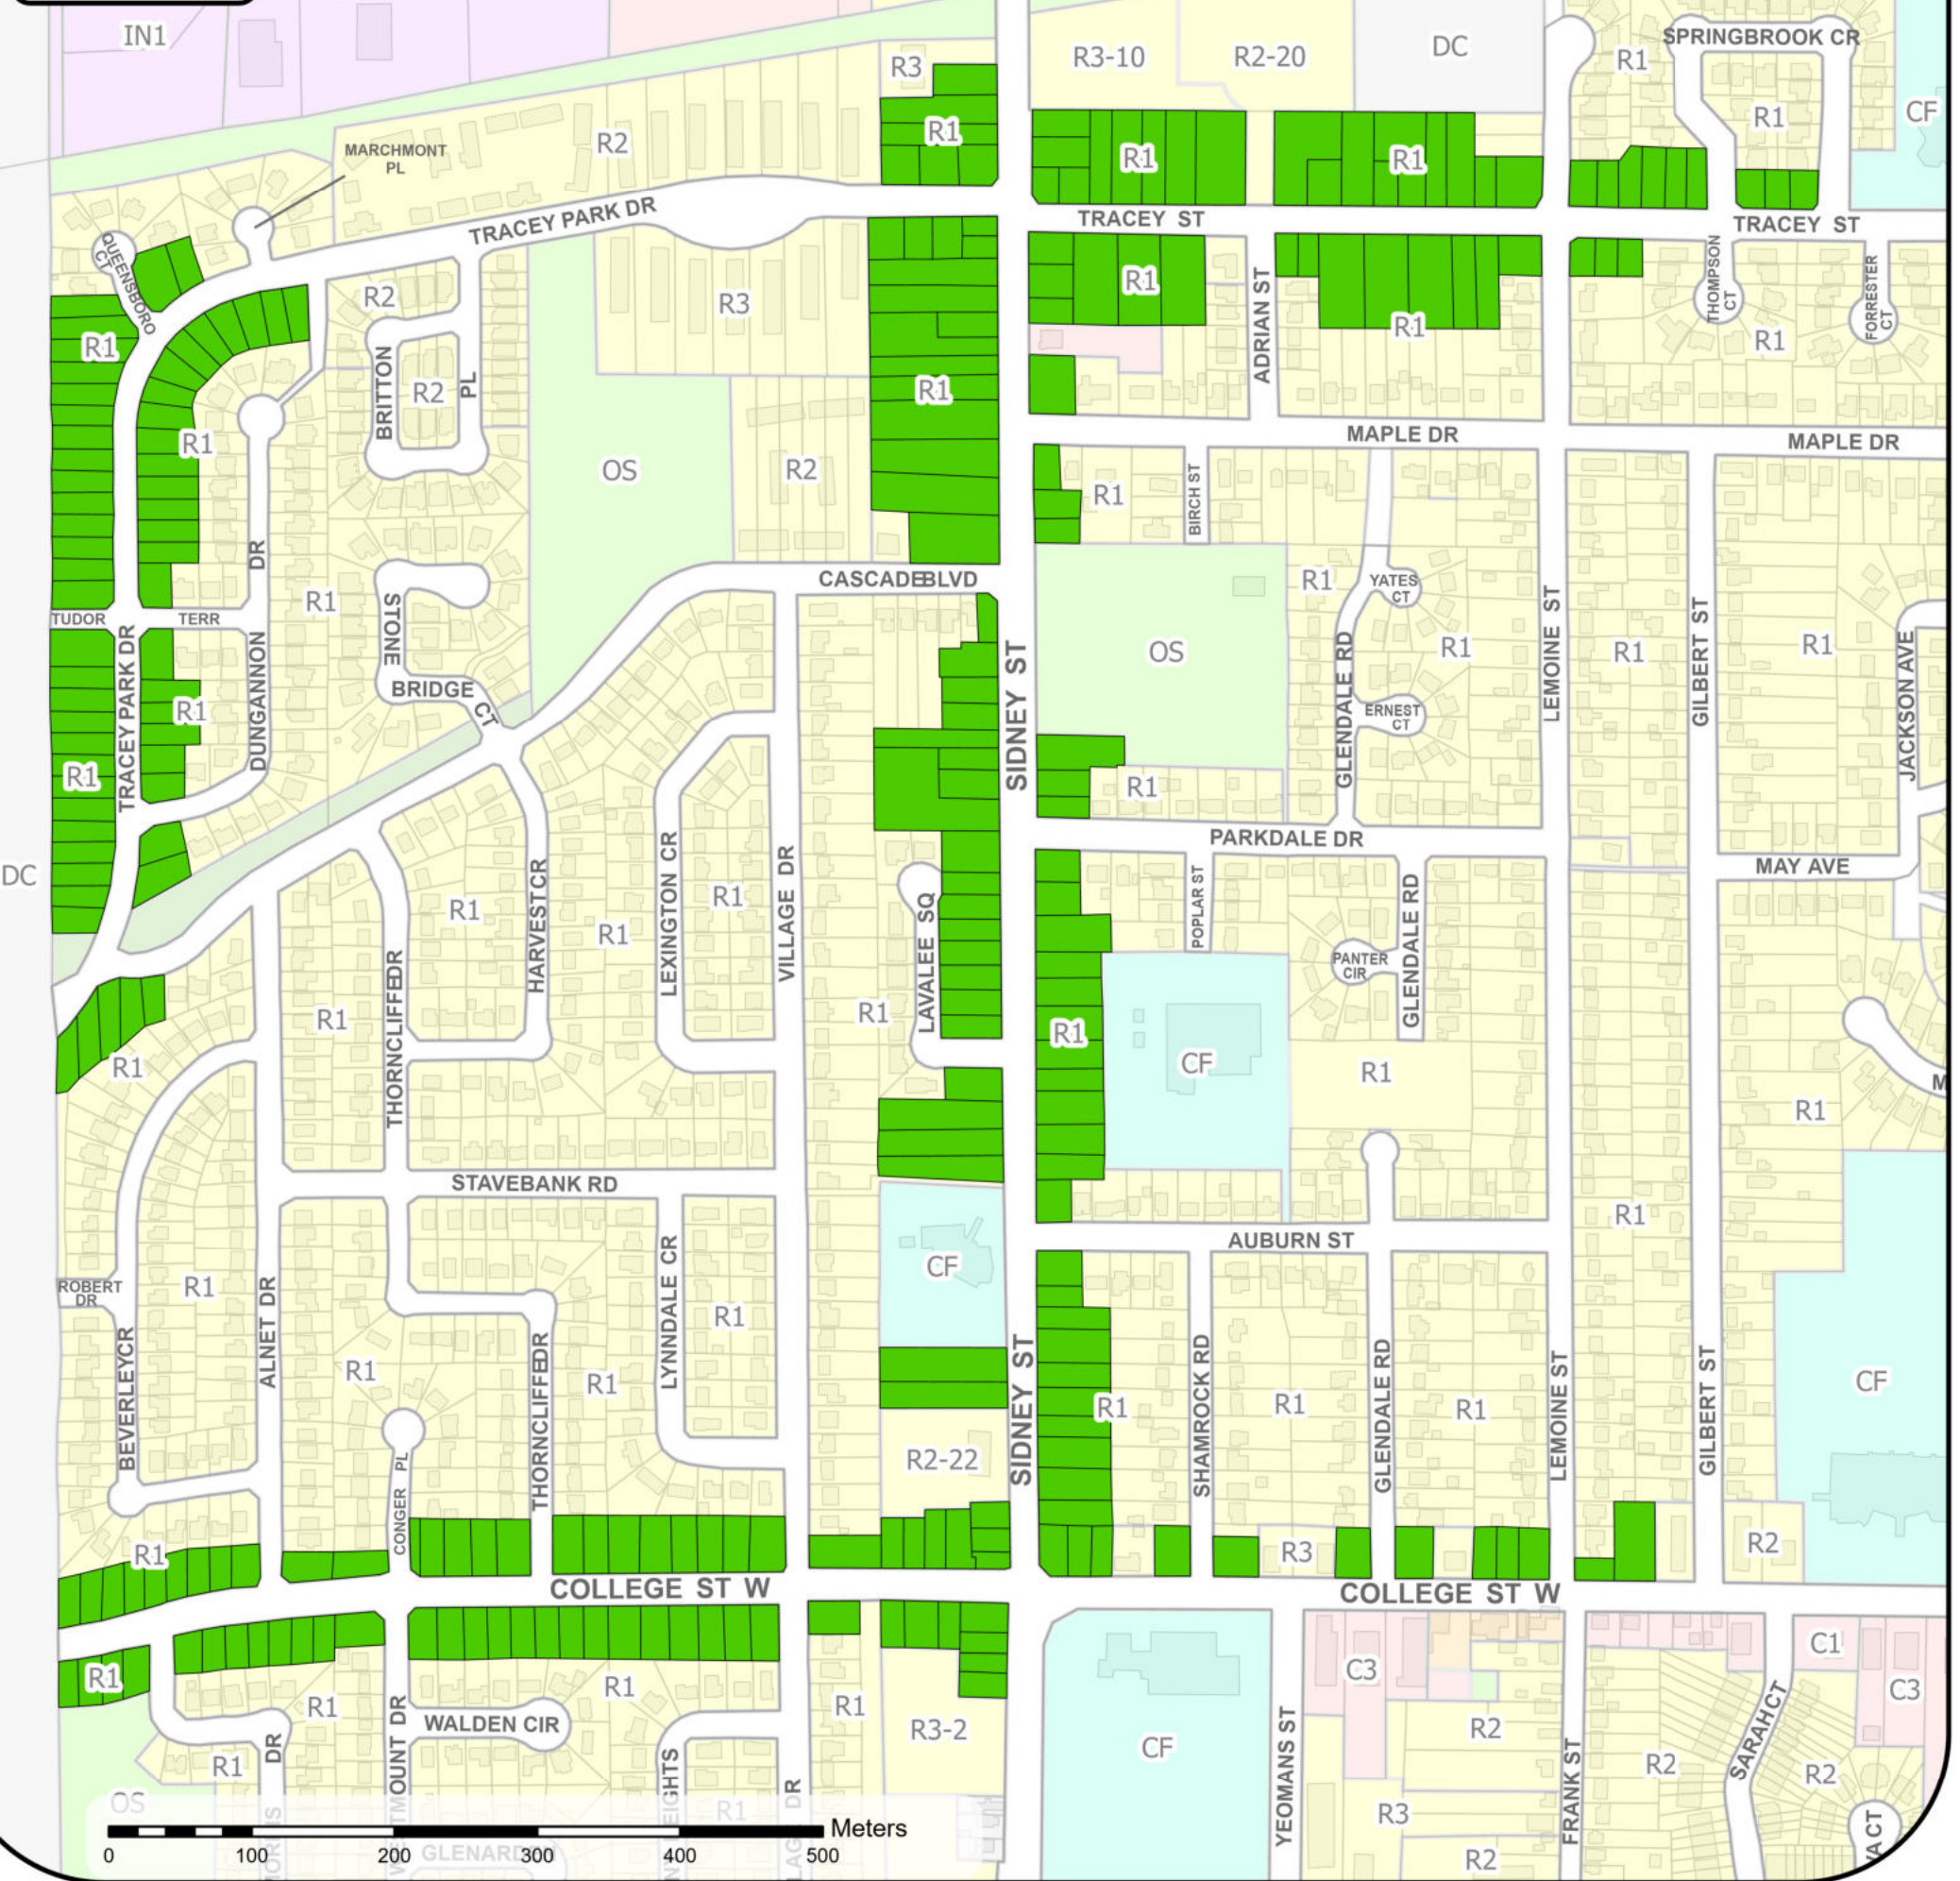 IN1
R3
R3-10
R2-20
DC
R1
SPRINGBROOK CR
R1
CF
MARCHMONT
PL
R2
R1
R1
R1
TRACEY PARK DR
TRACEY ST
TRACEY ST
QUEENSBORO
CT
R2
R3
R1
ADRIAN ST
R1
THOMPSON
CT
FORRESTER
CT
R1
R1
BRITTON
PL
R2
R1
R1
OS
R2
MAPLE DR
MAPLE DR
R1
BIRCH ST
DR
CASCADE BLVD
R1
YATES
CT
R1
STONE
LEMOINE ST
GILBERT ST
TUDOR
TERR
TRACEY PARK DR
DUNGANNON
SIDNEY ST
OS
GLENDALE RD
R1
R1
R1
JACKSON AVE
BRIDGE
CT
R1
ERNEST
CT
R1
R1
PARKDALE DR
DC
HARVEST CR
LEXINGTON CR
R1
VILLAGE DR
MAY AVE
R1
R1
LAVALEE SQ
POPLAR ST
PANTER
CIR
GLENDALE RD
THORNCLIFFE DR
R1
R1
R1
R1
CF
R1
R1
M
STAVEBANK RD
R1
AUBURN ST
CF
ROBERT
DR
R1
ALNET DR
LYNNDALE CR
R1
BEVERLEY CR
R1
THORNCLIFFE DR
R1
SIDNEY ST
R1
SHAMROCK RD
R1
GLENDALE RD
R1
LEMOINE ST
GILBERT ST
CF
CONGER PL
R2-22
R1
R3
R2
COLLEGE ST W
COLLEGE ST W
R1
R1
R1
R1
C3
C1
C3
WALDEN CIR
R3-2
CF
YEOMANS ST
R2
R2
SARAH CT
R2
R1
DR
OS
R1
R3
FRANK ST
R2
Meters
0 100 200 300 400 500
GLENARD